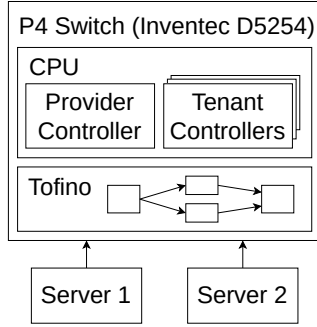 P4 Switch (Inventec D5254)
CPU
Provider
Controller
Tenant
Controllers
Tofino
Server 1
Server 2